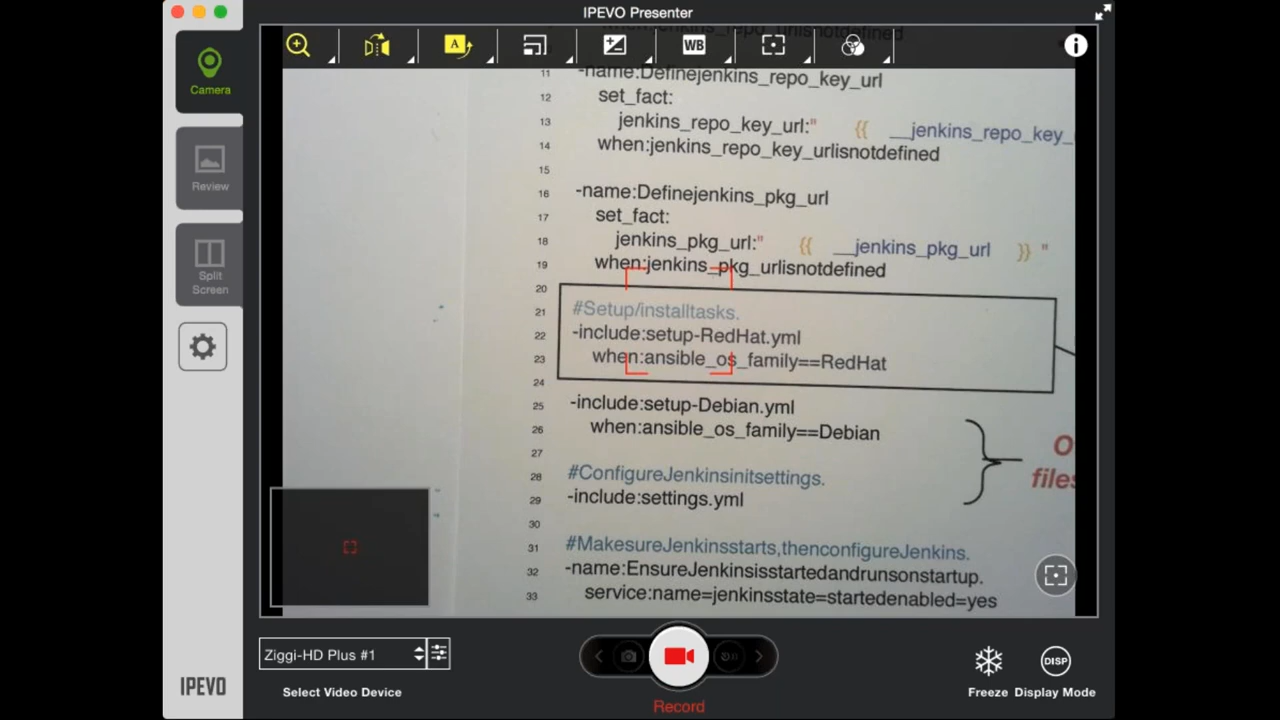 IPEVO Presenter
WB
Camera
Review
Split
Screen
11 -name:Definejenkins_repo_key_url
12 set_fact:
13 jenkins_repo_key_url:" {{ __jenkins_repo_key_
14 when:jenkins_repo_key_urlisnotdefined
15
16 -name:Definejenkins_pkg_url
17 set_fact:
18 jenkins_pkg_url:" {{ __jenkins_pkg_url }} "
19 when:jenkins_pkg_urlisnotdefined
20
21 #Setup/installtasks.
22 -include:setup-RedHat.yml
23 when:ansible_os_family==RedHat
24
25 -include:setup-Debian.yml
26 when:ansible_os_family==Debian
27
28 #ConfigureJenkinsinitsettings.
29 -include:settings.yml
30
31 #MakesureJenkinsstarts,thenconfigureJenkins.
32 -name:EnsureJenkinsisstartedandrunsonstartup.
33 service:name=jenkinsstate=startedenabled=yes
O
files
Ziggi-HD Plus #1
Select Video Device
IPEVO
Record
DISP
Freeze Display Mode